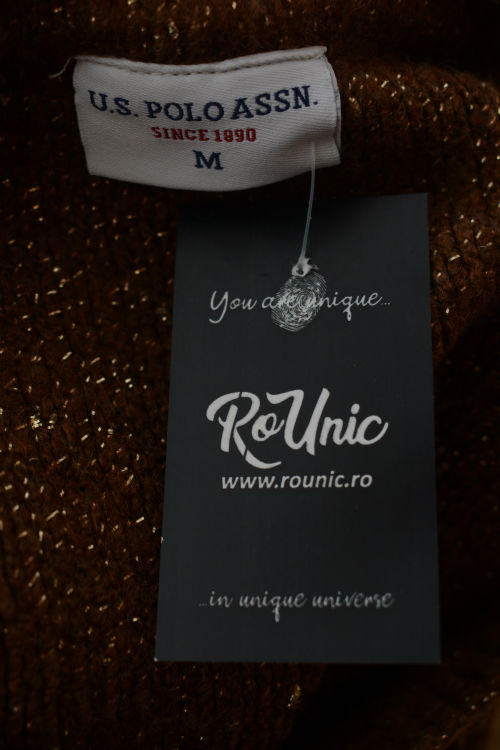 U.S. POLO ASSN.
SINCE 1890
M
You are unique...
RoUnic
www.rounic.ro
...in unique universe